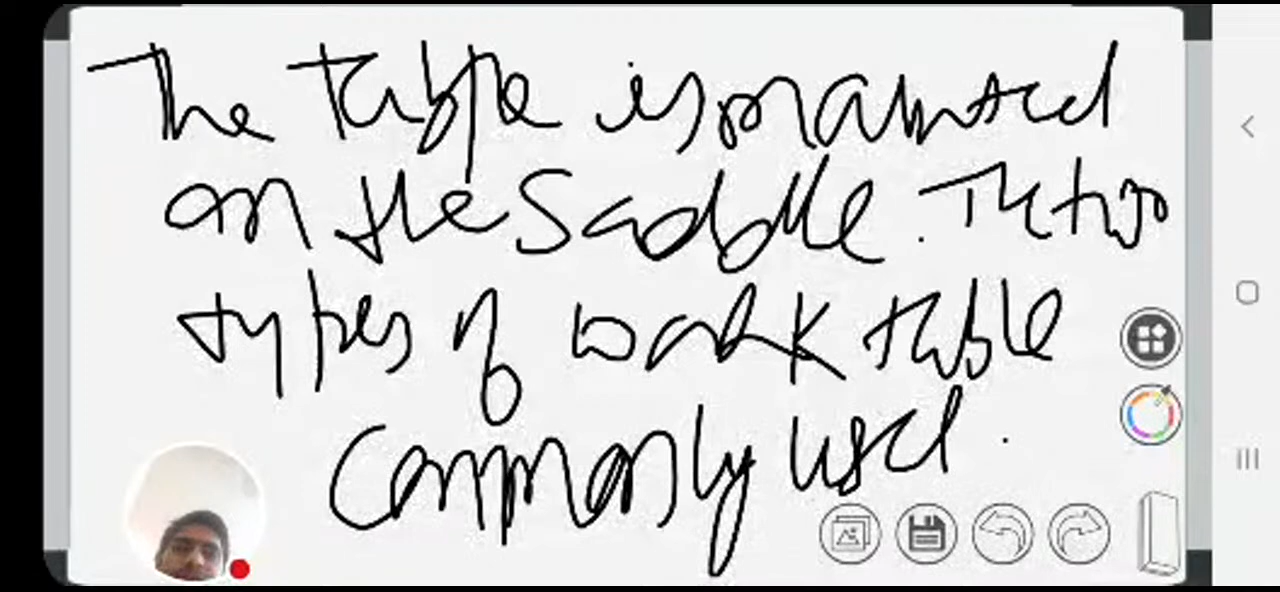 The table is mounted
on the Saddle. The two
types of work table
commonly used.